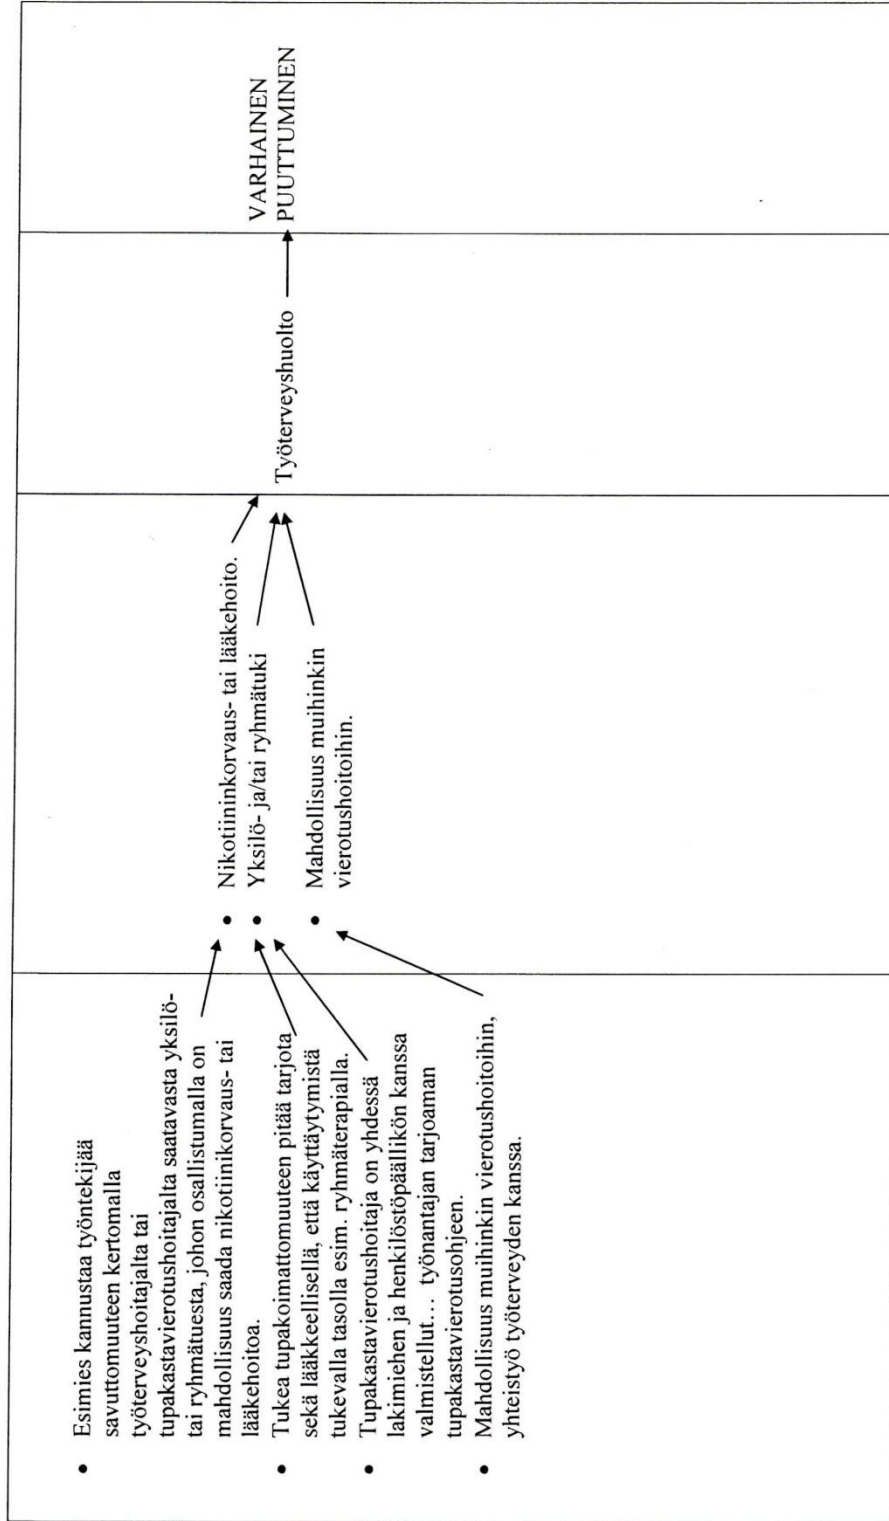 Esimies kannustaa työntekijää
savuttomuuteen kertomalla
työterveyshoitajalta tai
tupakastavierotushoitajalta saatavasta yksilö-
tai ryhmätuesta, johon osallistumalla on
mahdollisuus saada nikotiinikorvaus- tai
lääkehoitoa.
Tukea tupakoimattomuuteen pitää tarjota
sekä lääkkeellisellä, että käyttäytymistä
tukevalla tasolla esim. ryhmäterapialla.
Tupakastavierotushoitaja on yhdessä
lakimiehen ja henkilöstöpäällikön kanssa
valmistellut… työnantajan tarjoaman
tupakastavierotusohjeen.
Mahdollisuus muihinkin vierotushoitoihin,
yhteistyö työterveyden kanssa.
Nikotiininkorvaus- tai lääkehoito.
Yksilö- ja/tai ryhmätuki
Mahdollisuus muihinkin
vierotushoitoihin.
Työterveyshuolto
VARHAINEN
PUUTTUMINEN